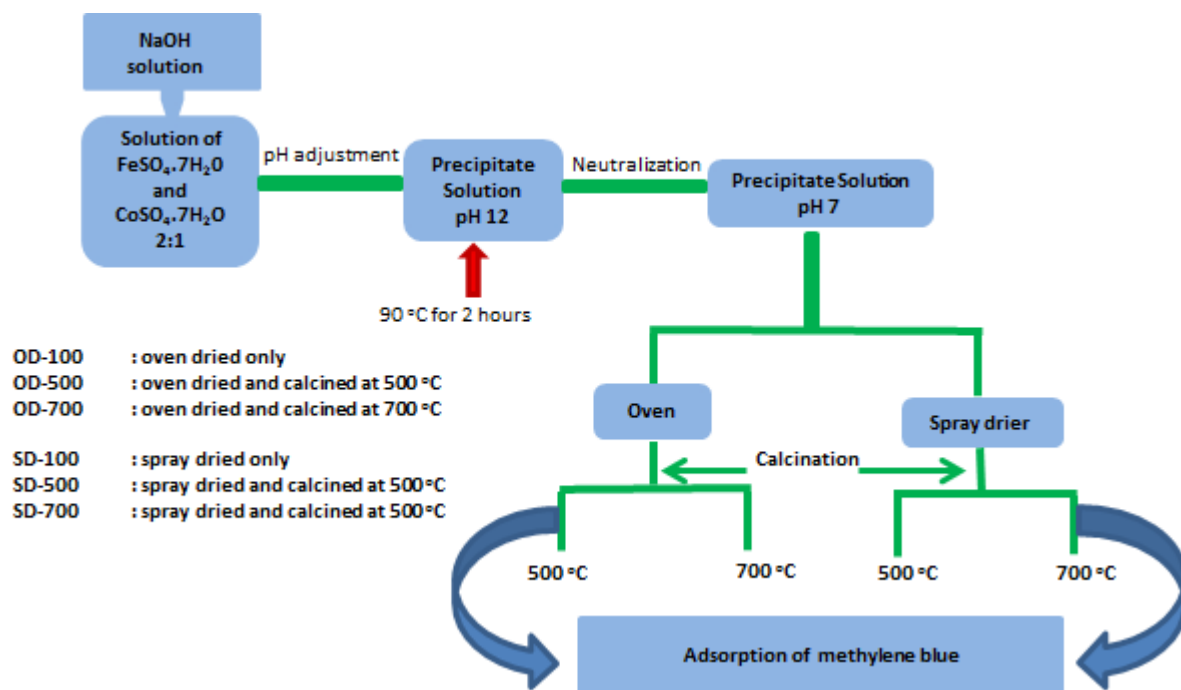 NaOH
solution
Solution of
FeSO₄.7H₂O
and
CoSO₄.7H₂O
2:1
pH adjustment
Precipitate
Solution
pH 12
Neutralization
Precipitate Solution
pH 7
90 °C for 2 hours
OD-100 : oven dried only
OD-500 : oven dried and calcined at 500 °C
OD-700 : oven dried and calcined at 700 °C
SD-100 : spray dried only
SD-500 : spray dried and calcined at 500 °C
SD-700 : spray dried and calcined at 500 °C
Oven
Spray drier
Calcination
500 °C
700 °C
500 °C
700 °C
Adsorption of methylene blue